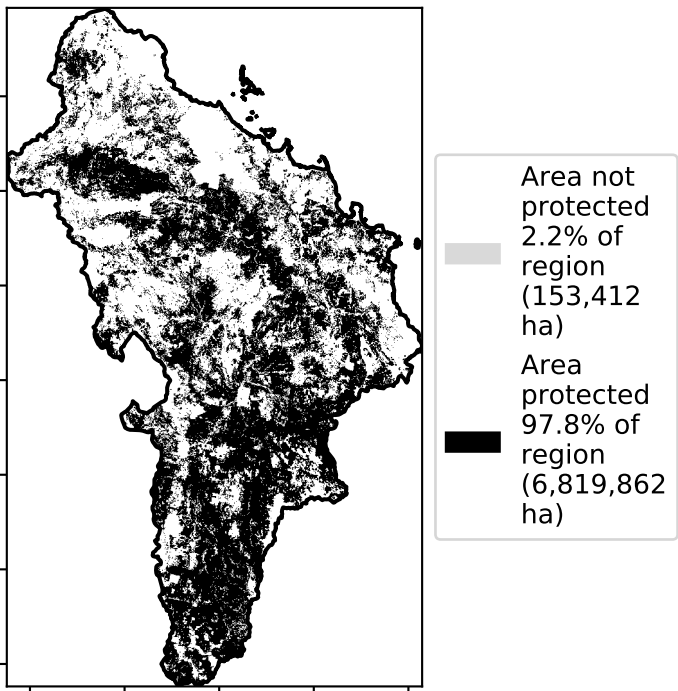 Area not
protected
2.2% of
region
(153,412
ha)
Area
protected
97.8% of
region
(6,819,862
ha)